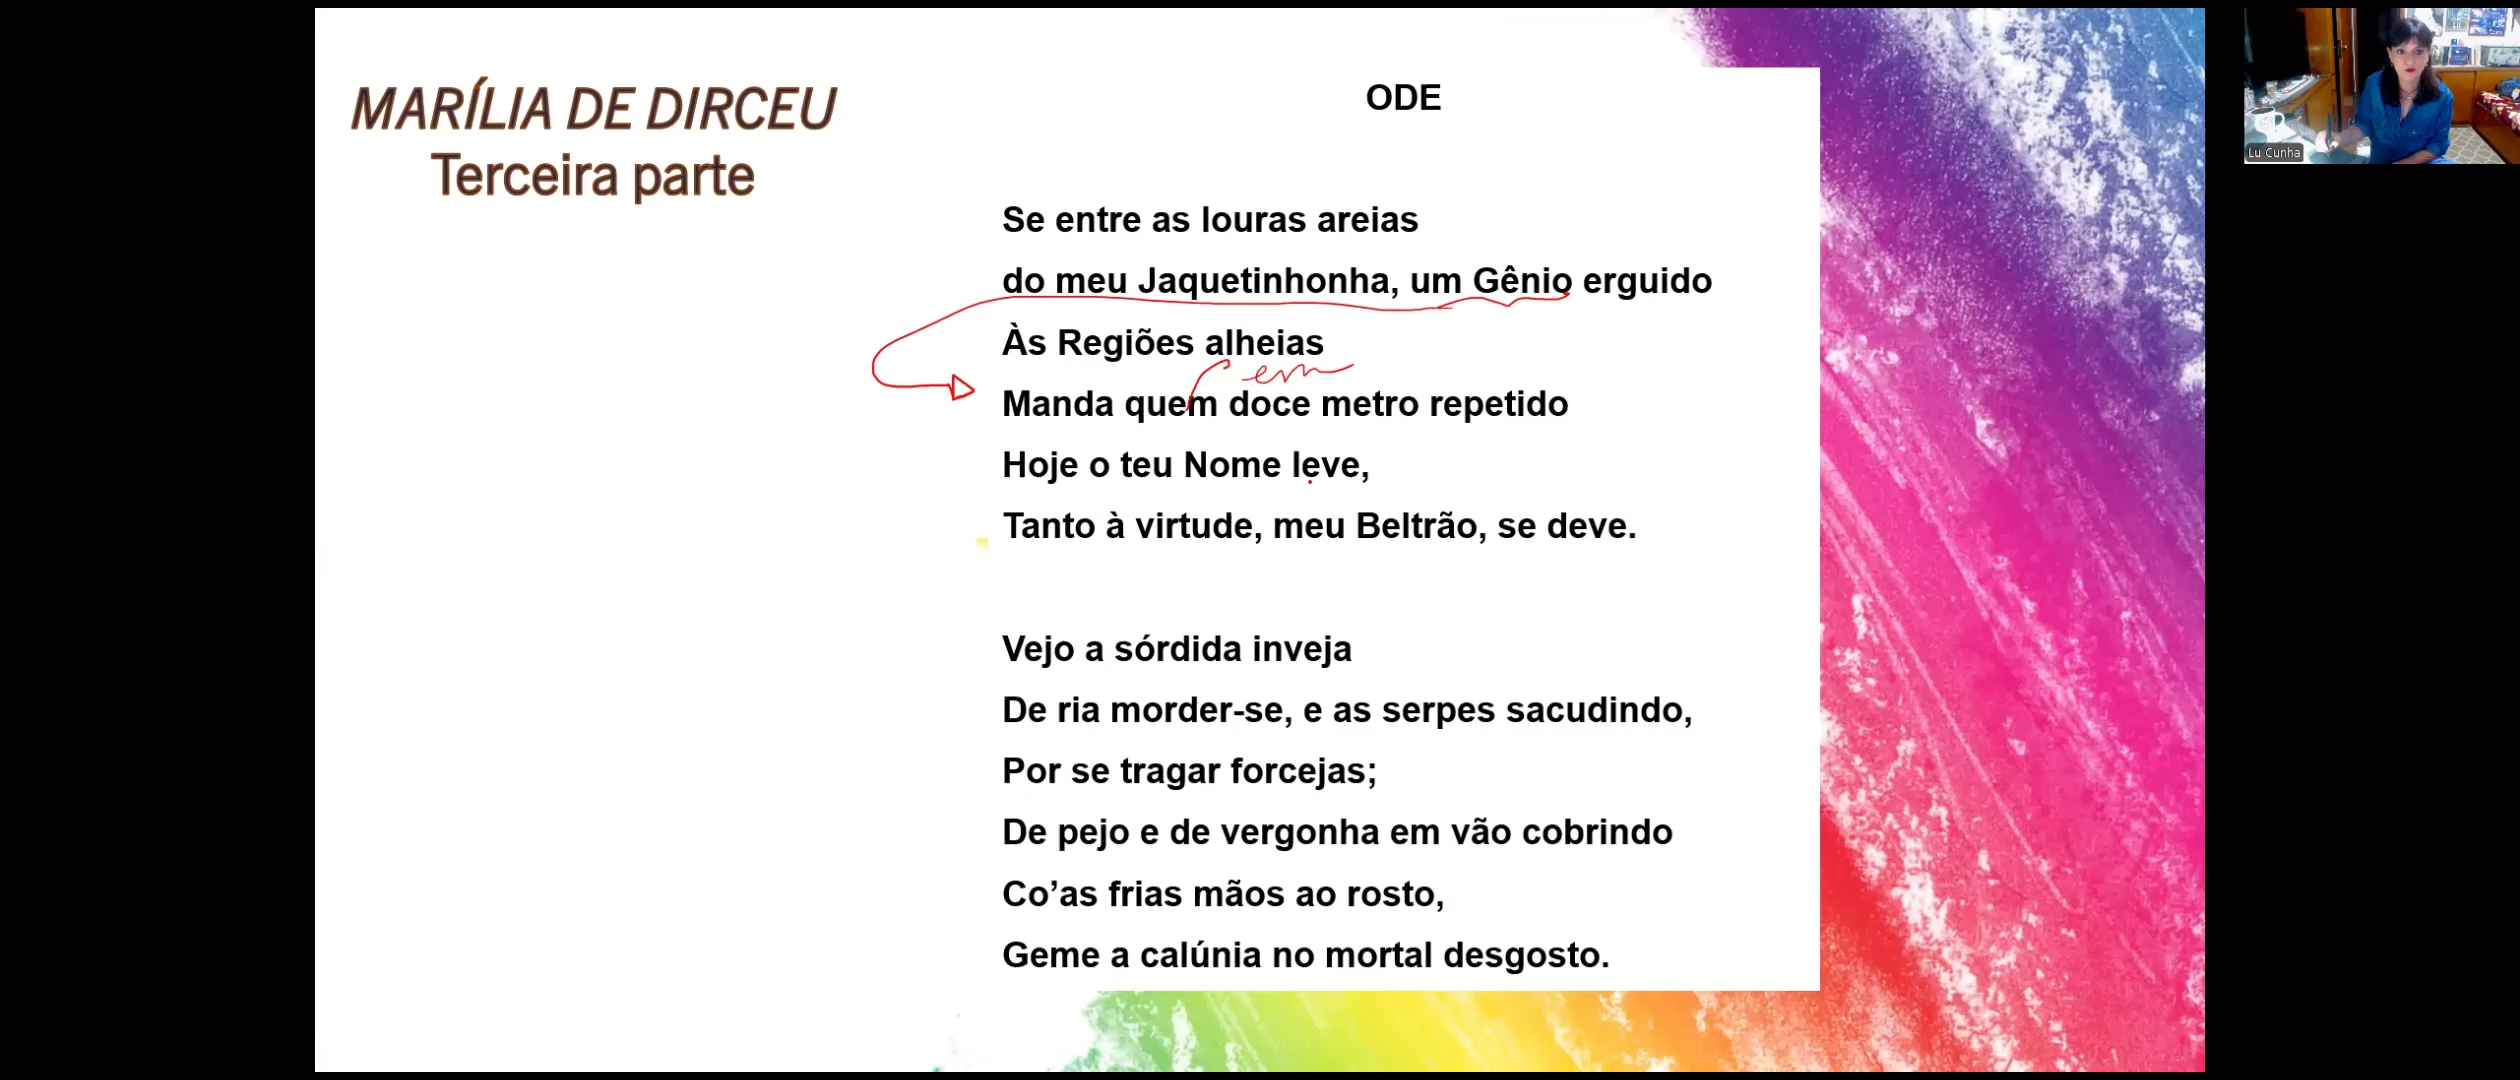 MARÍLIA DE DIRCEU
Terceira parte
ODE
Se entre as louras areias
do meu Jaquetinhonha, um Gênio erguido
Às Regiões alheias
em
Manda quem doce metro repetido
Hoje o teu Nome leve,
Tanto à virtude, meu Beltrão, se deve.
Vejo a sórdida inveja
De ria morder-se, e as serpes sacudindo,
Por se tragar forcejas;
De pejo e de vergonha em vão cobrindo
Co’as frias mãos ao rosto,
Geme a calúnia no mortal desgosto.
Lu Cunha